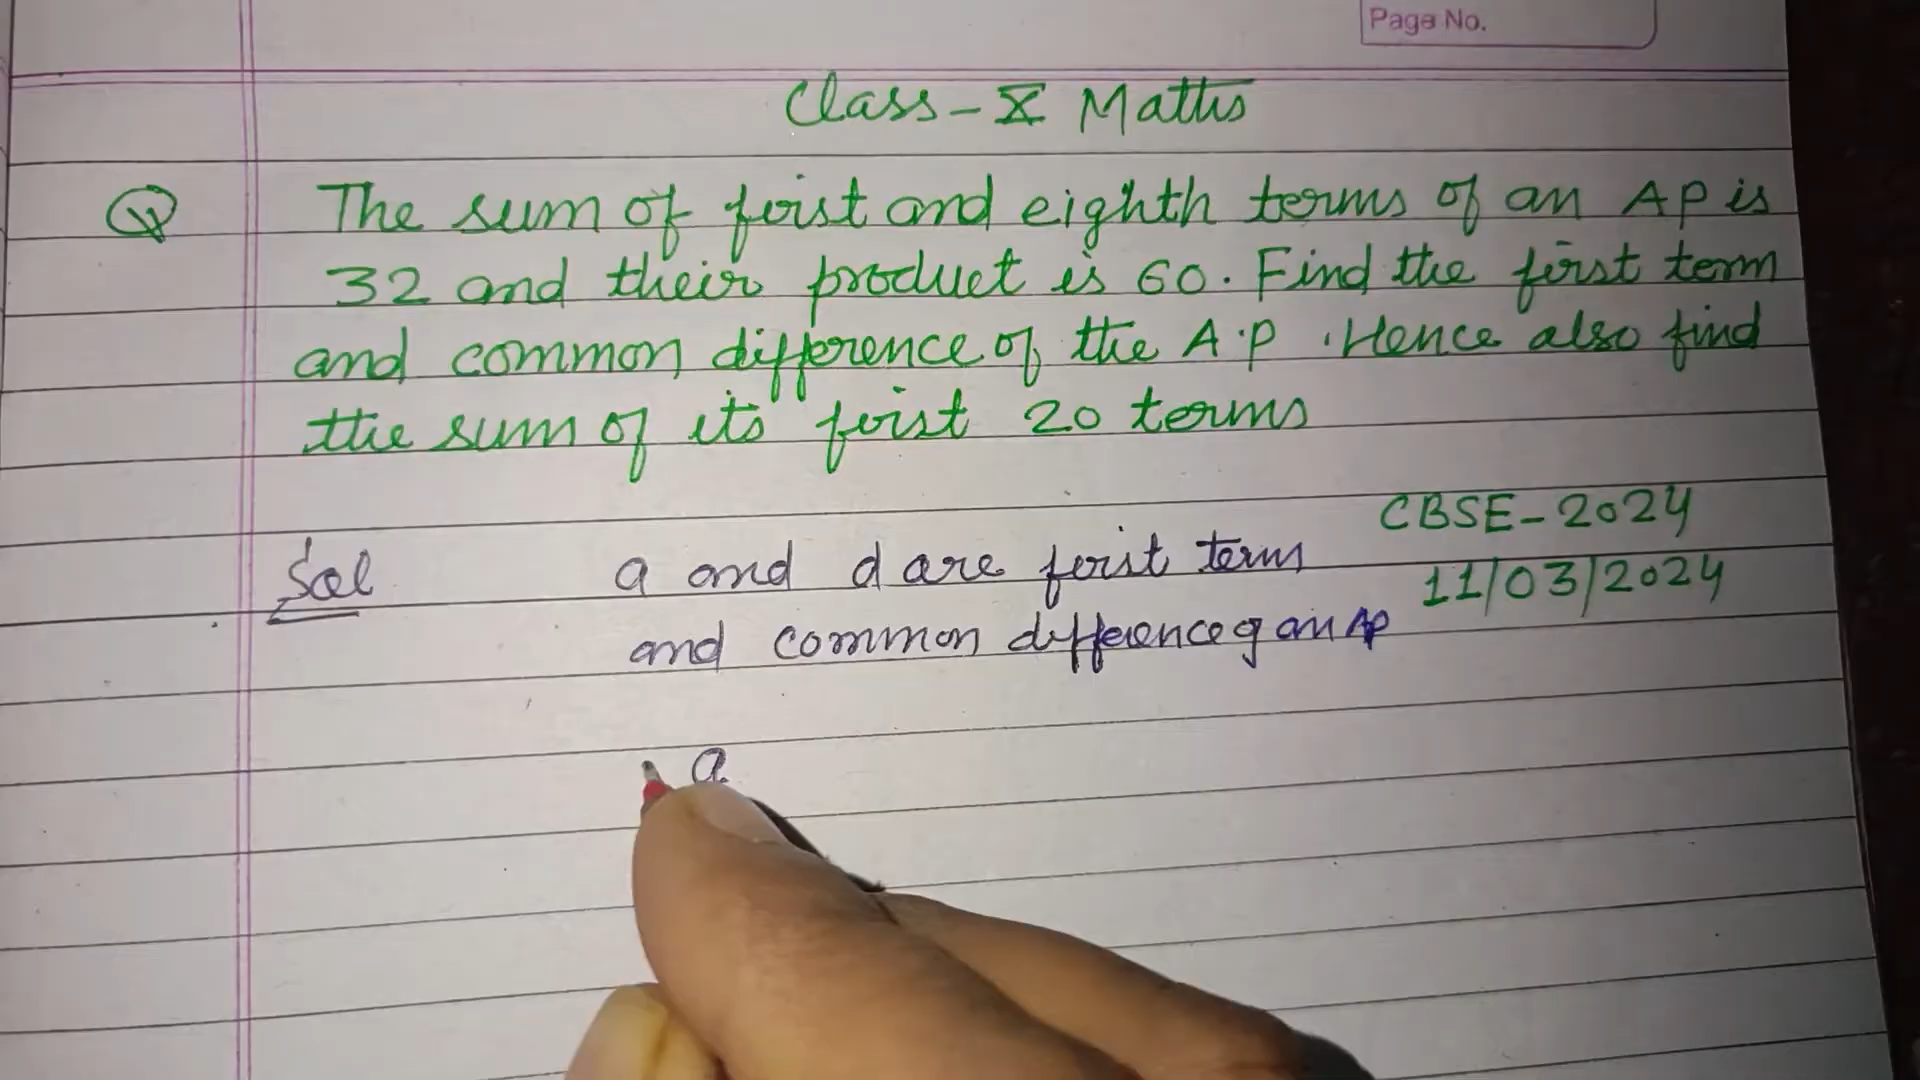 Page No.
Class-X Maths
Q The sum of first and eighth terms of an AP is
32 and their product is 60. Find the first term
and common difference of the A.P. Hence also find
the sum of its first 20 terms
CBSE-2024
Sol a and d are first term
11/03/2024
and common difference of an AP
a